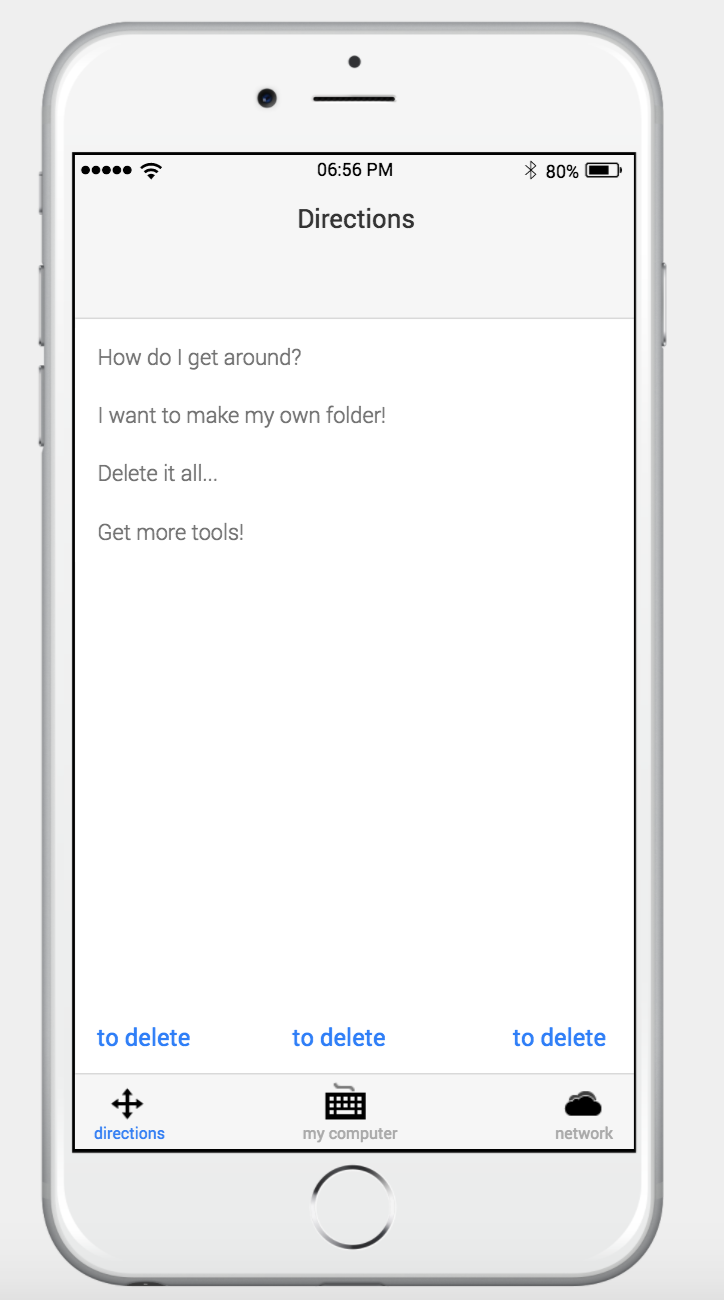 06:56 PM 80%
Directions
How do I get around?
I want to make my own folder!
Delete it all...
Get more tools!
to delete to delete to delete
directions my computer network